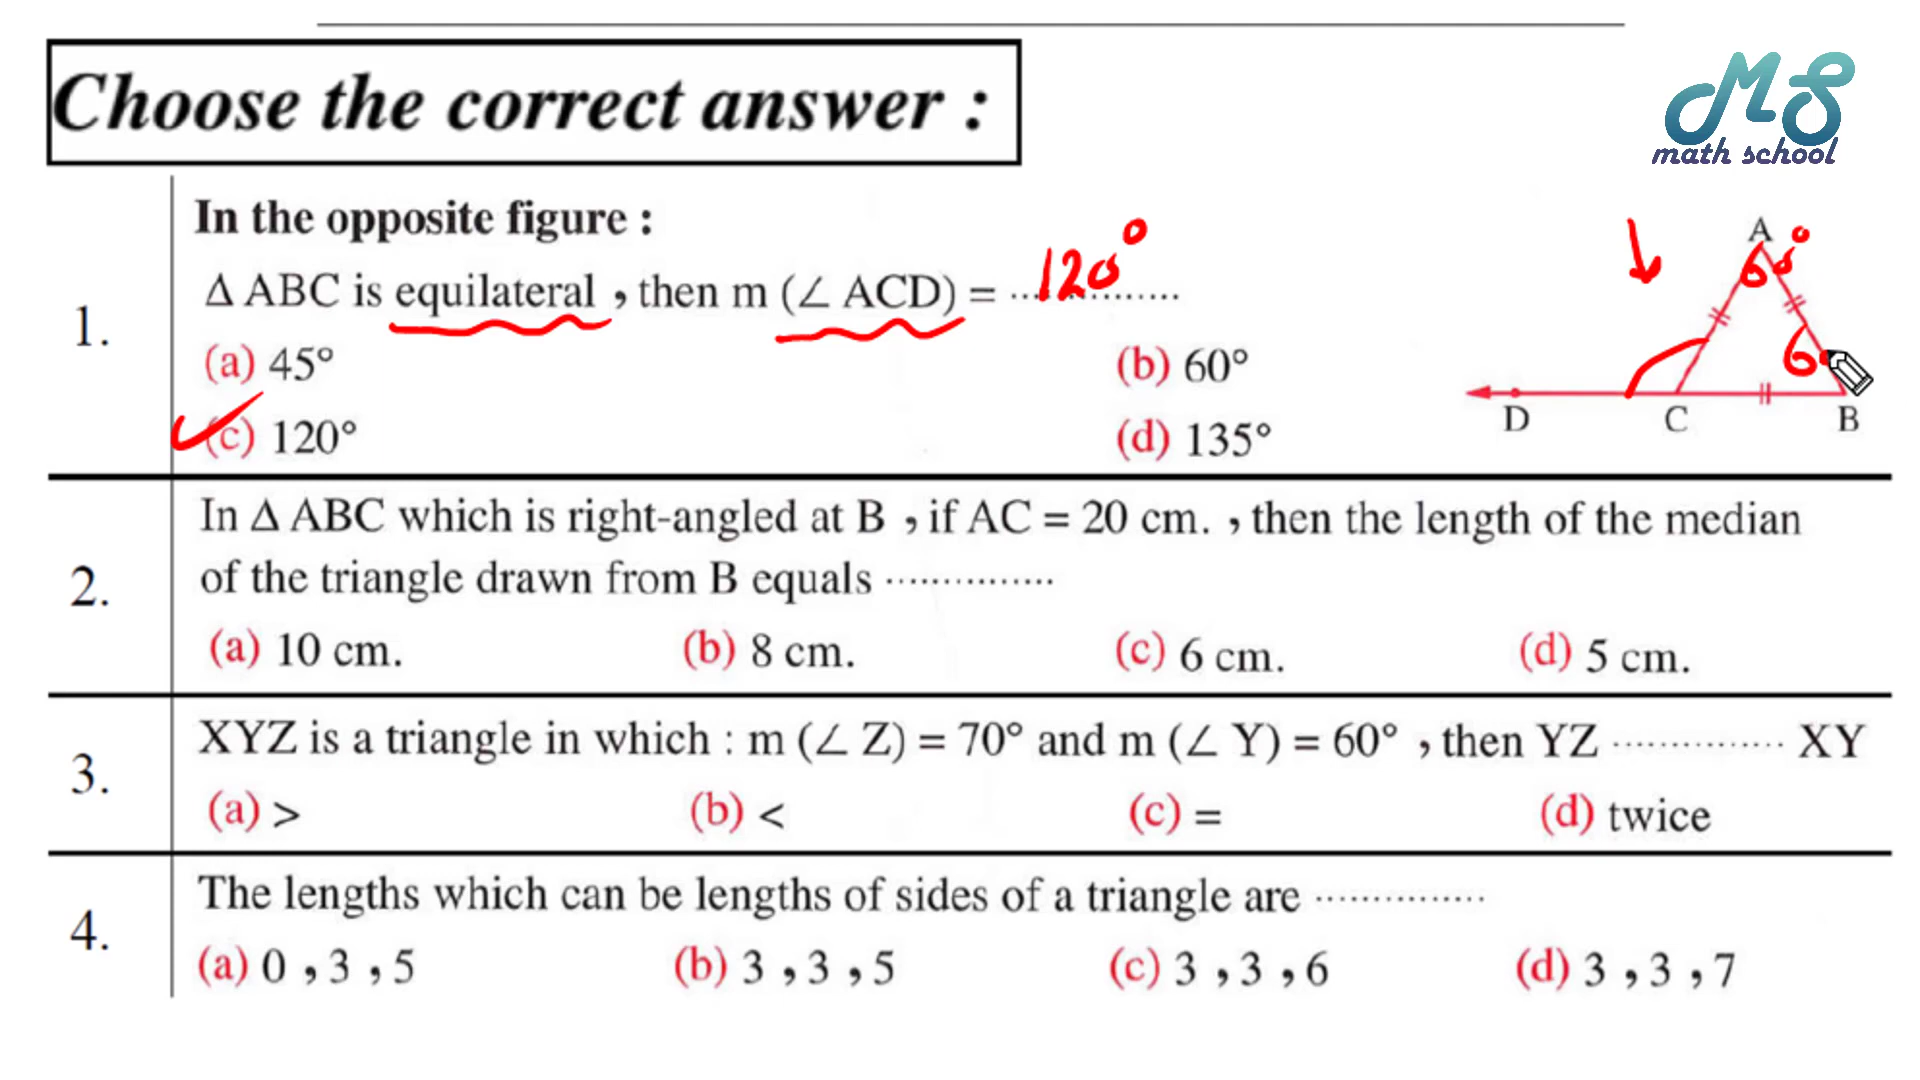 Choose the correct answer :
MS
math school
In the opposite figure :
1. Δ ABC is equilateral , then m (∠ ACD) = ............... 120°
(a) 45° (b) 60°
(c) 120° (d) 135°
A
60°
6
D C B
In Δ ABC which is right-angled at B , if AC = 20 cm. , then the length of the median
2. of the triangle drawn from B equals ...............
(a) 10 cm. (b) 8 cm. (c) 6 cm. (d) 5 cm.
3. XYZ is a triangle in which : m (∠ Z) = 70° and m (∠ Y) = 60° , then YZ ............... XY
(a) > (b) < (c) = (d) twice
4. The lengths which can be lengths of sides of a triangle are ...............
(a) 0 , 3 , 5 (b) 3 , 3 , 5 (c) 3 , 3 , 6 (d) 3 , 3 , 7